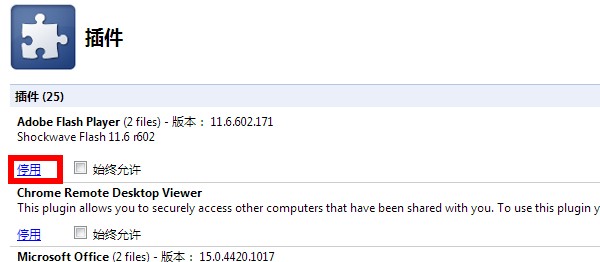 插件
插件 (25)
Adobe Flash Player (2 files) - 版本： 11.6.602.171
Shockwave Flash 11.6 r602
停用 始终允许
Chrome Remote Desktop Viewer
This plugin allows you to securely access other computers that have been shared with you. To use this plugin y
停用 始终允许
Microsoft Office (2 files) - 版本： 15.0.4420.1017